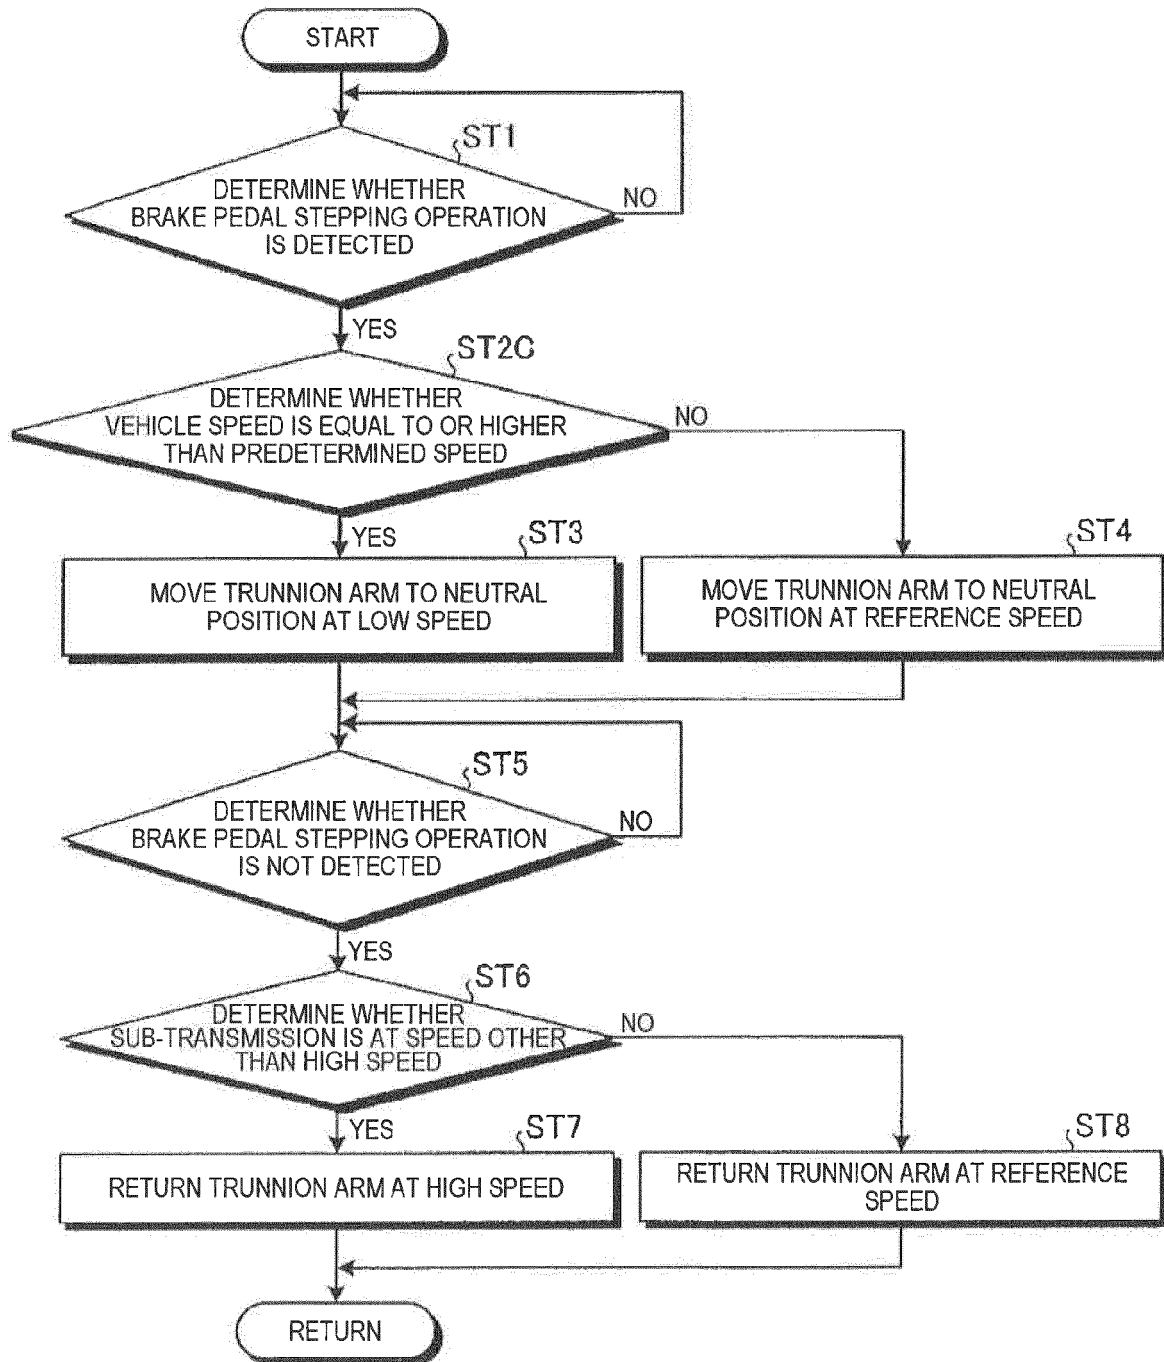 START
ST1
DETERMINE WHETHER
BRAKE PEDAL STEPPING OPERATION
IS DETECTED
NO
YES
ST2C
DETERMINE WHETHER
VEHICLE SPEED IS EQUAL TO OR HIGHER
THAN PREDETERMINED SPEED
NO
YES
ST3
MOVE TRUNNION ARM TO NEUTRAL
POSITION AT LOW SPEED
ST4
MOVE TRUNNION ARM TO NEUTRAL
POSITION AT REFERENCE SPEED
ST5
DETERMINE WHETHER
BRAKE PEDAL STEPPING OPERATION
IS NOT DETECTED
NO
YES
ST6
DETERMINE WHETHER
SUB-TRANSMISSION IS AT SPEED OTHER
THAN HIGH SPEED
NO
YES
ST7
RETURN TRUNNION ARM AT HIGH SPEED
ST8
RETURN TRUNNION ARM AT REFERENCE
SPEED
RETURN